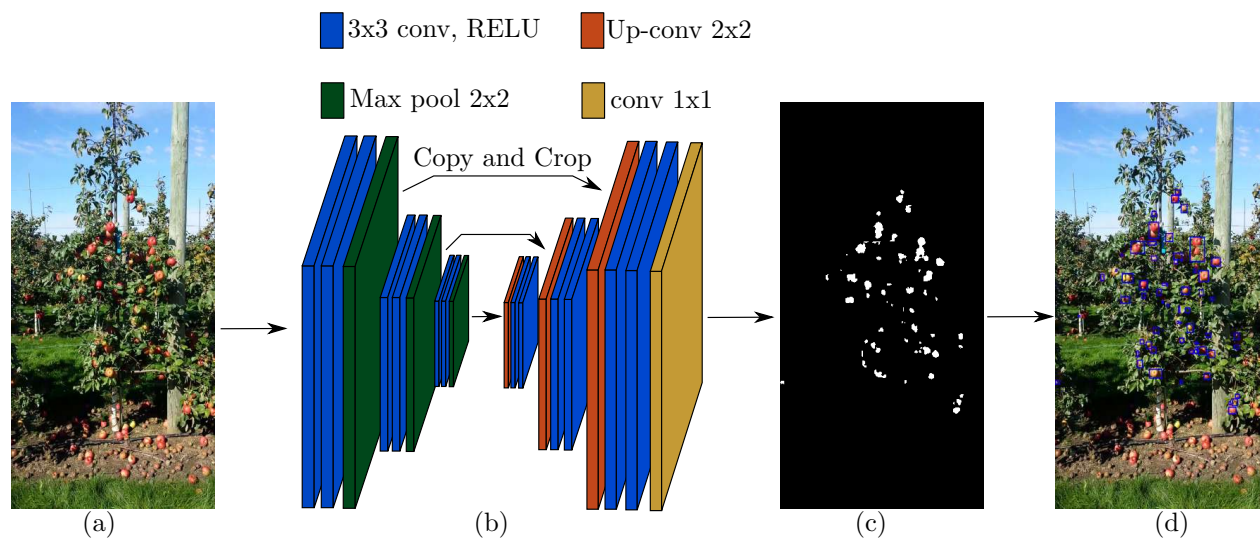 3x3 conv, RELU
Up-conv 2x2
Max pool 2x2
conv 1x1
Copy and Crop
(a)
(b)
(c)
(d)